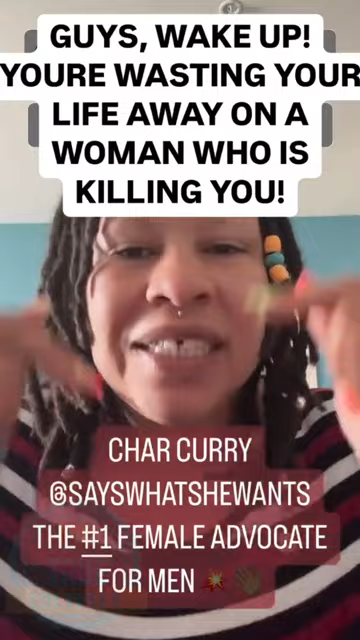 GUYS, WAKE UP!
YOURE WASTING YOUR
LIFE AWAY ON A
WOMAN WHO IS
KILLING YOU!
CHAR CURRY
@SAYSWHATSHEWANTS
THE #1 FEMALE ADVOCATE
FOR MEN 💥 👋🏾